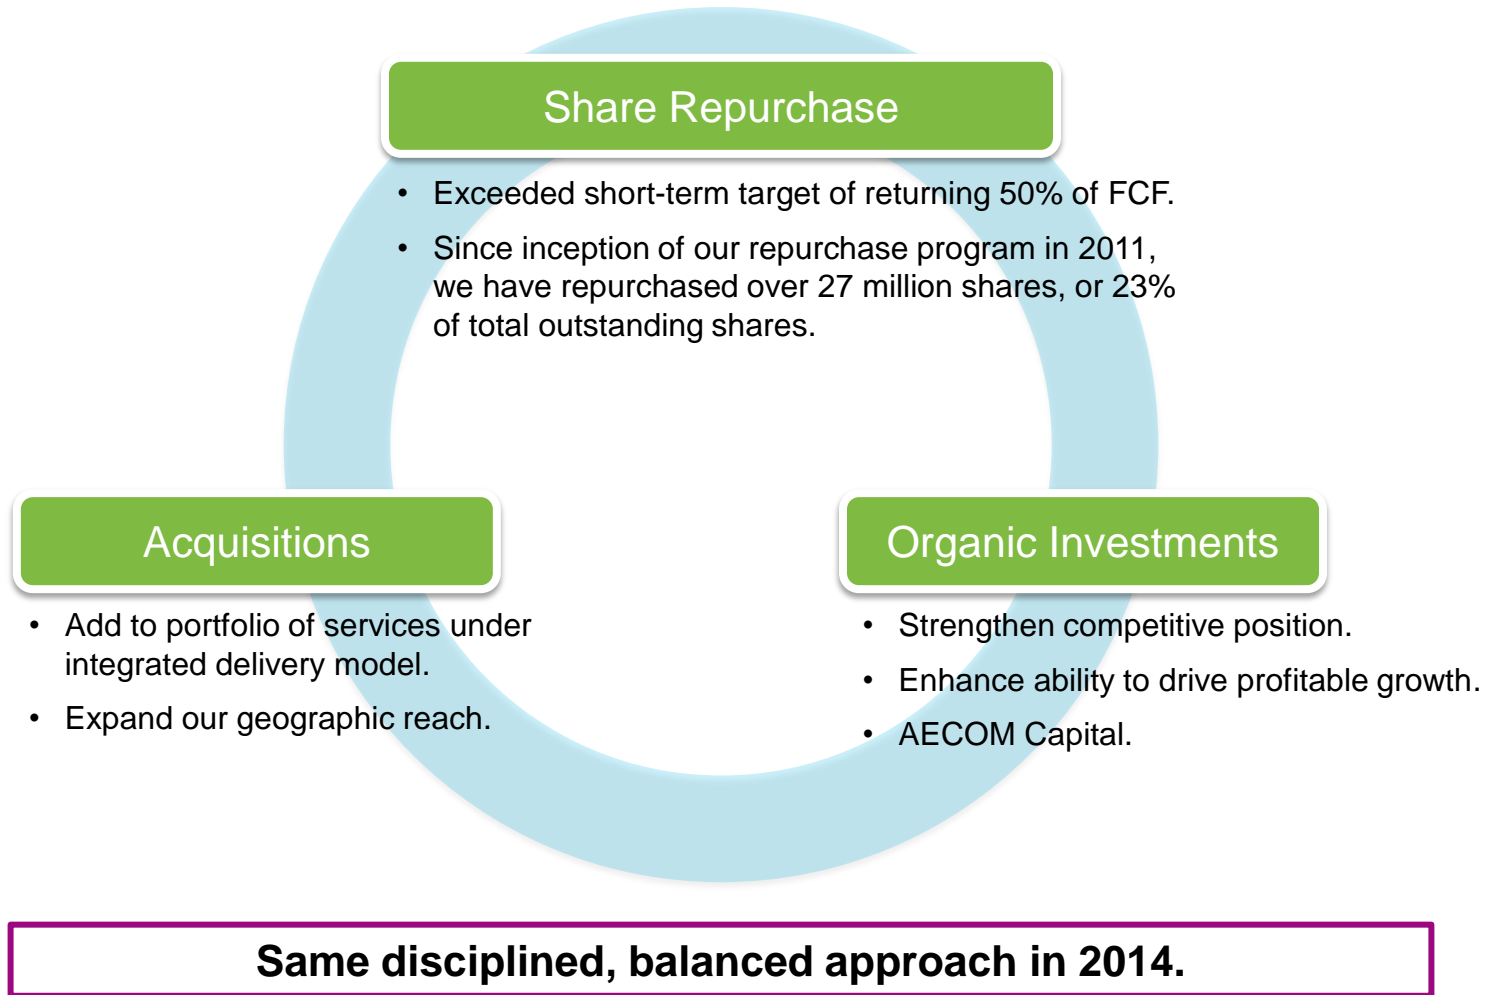 Share Repurchase
• Exceeded short-term target of returning 50% of FCF.
• Since inception of our repurchase program in 2011,
we have repurchased over 27 million shares, or 23%
of total outstanding shares.
Acquisitions
• Add to portfolio of services under
integrated delivery model.
• Expand our geographic reach.
Organic Investments
• Strengthen competitive position.
• Enhance ability to drive profitable growth.
• AECOM Capital.
Same disciplined, balanced approach in 2014.